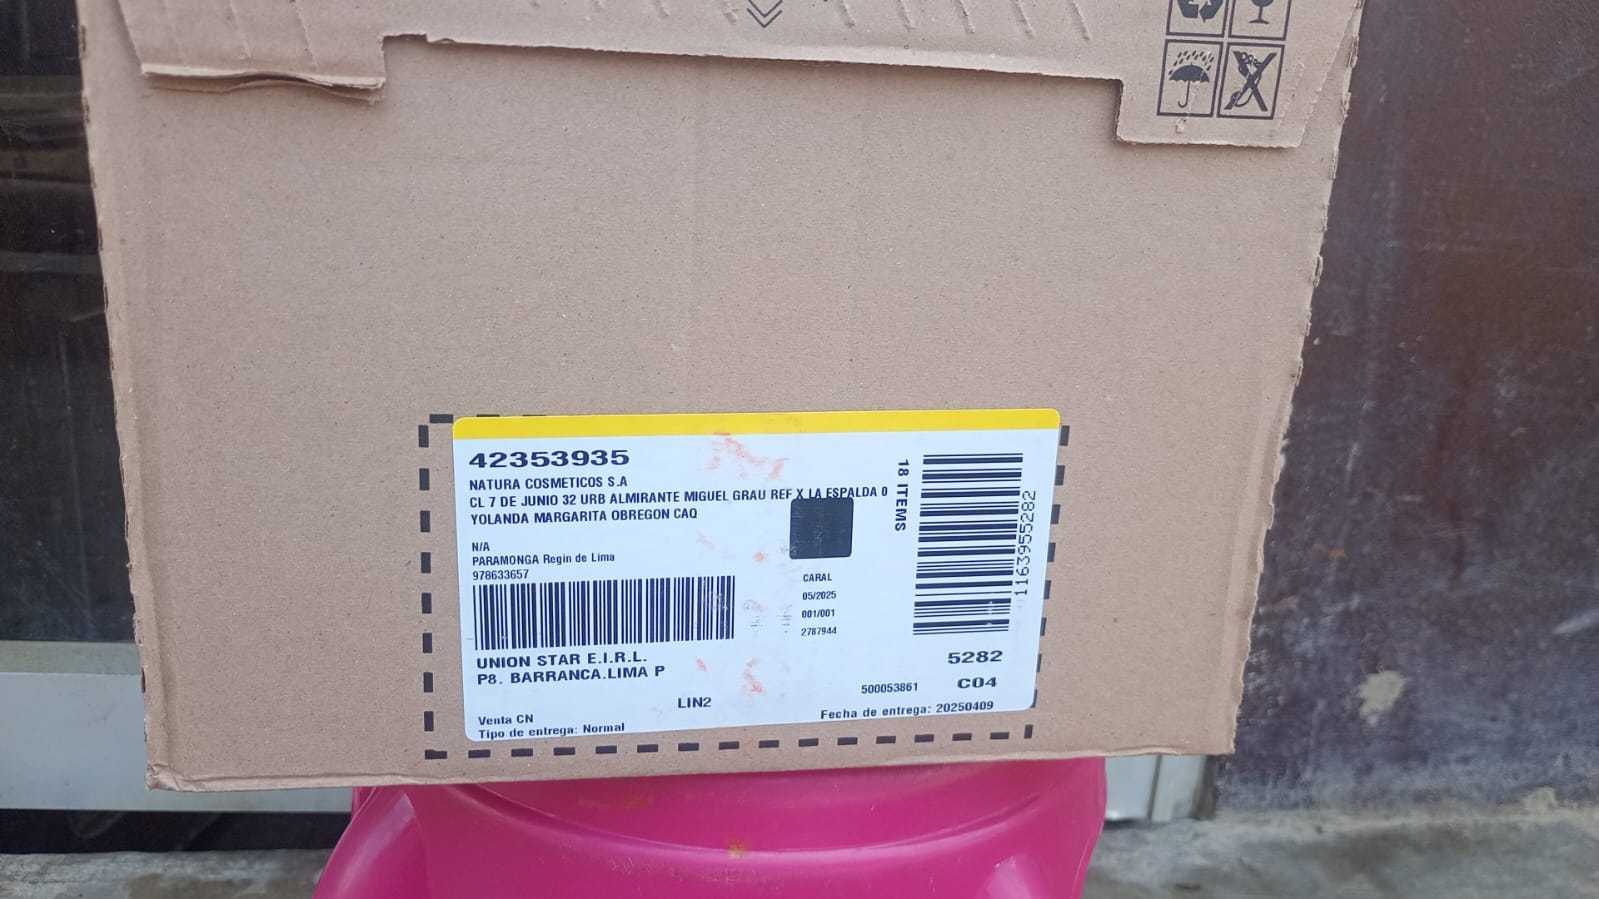 42353935
NATURA COSMETICOS S.A
CL 7 DE JUNIO 32 URB ALMIRANTE MIGUEL GRAU REF X LA ESPALDA 0
YOLANDA MARGARITA OBREGON CAQ
N/A
PARAMONGA Regin de Lima
978633657
UNION STAR E.I.R.L.
P8. BARRANCA.LIMA P
LIN2
Venta CN
Tipo de entrega: Normal
CARAL
05/2025
001/001
2787944
18 ITEMS
1163955282
5282
500053861 C04
Fecha de entrega: 20250409